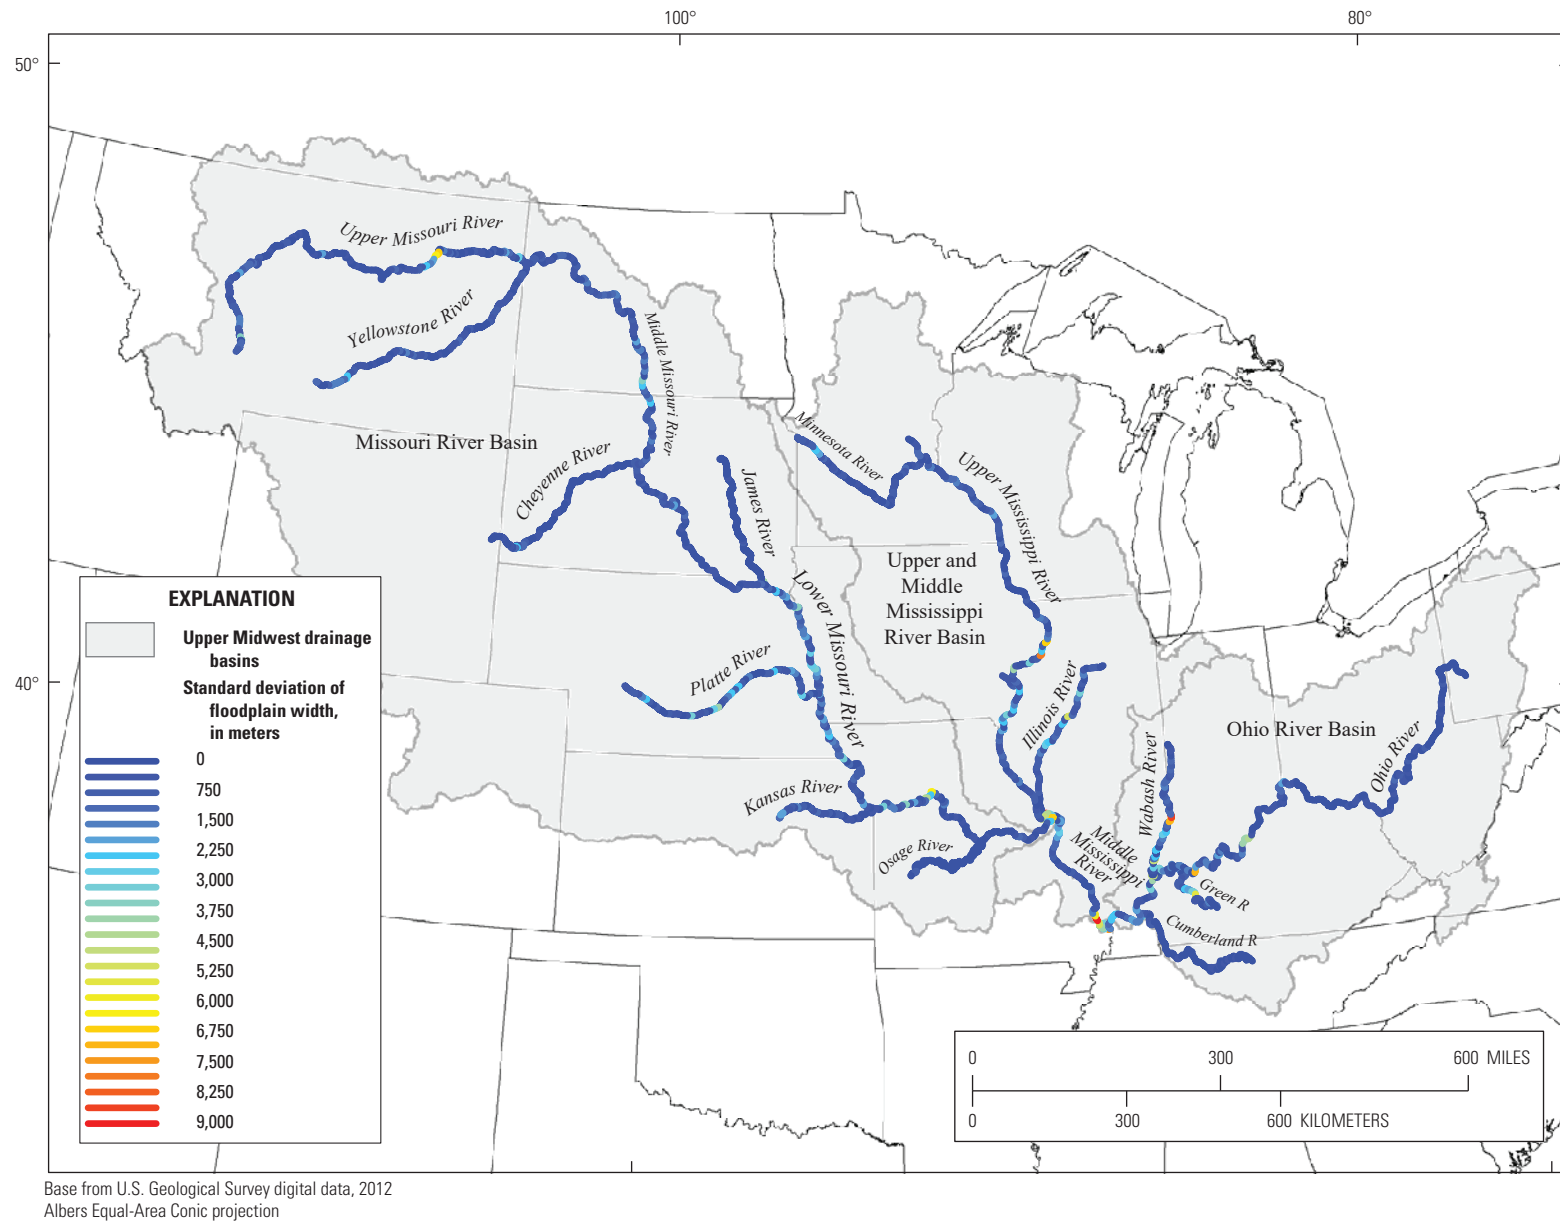 100°
80°
50°
40°
Upper Missouri River
Yellowstone River
Middle Missouri River
Missouri River Basin
Cheyenne River
James River
Minnesota River
Upper Mississippi River
Upper and
Middle
Mississippi
River Basin
Lower Missouri River
Platte River
Illinois River
Kansas River
Osage River
Middle
Mississippi
River
Wabash River
Ohio River Basin
Ohio River
Green R
Cumberland R
EXPLANATION
Upper Midwest drainage
basins
Standard deviation of
floodplain width,
in meters
0
750
1,500
2,250
3,000
3,750
4,500
5,250
6,000
6,750
7,500
8,250
9,000
0 300 600 MILES
0 300 600 KILOMETERS
Base from U.S. Geological Survey digital data, 2012
Albers Equal-Area Conic projection